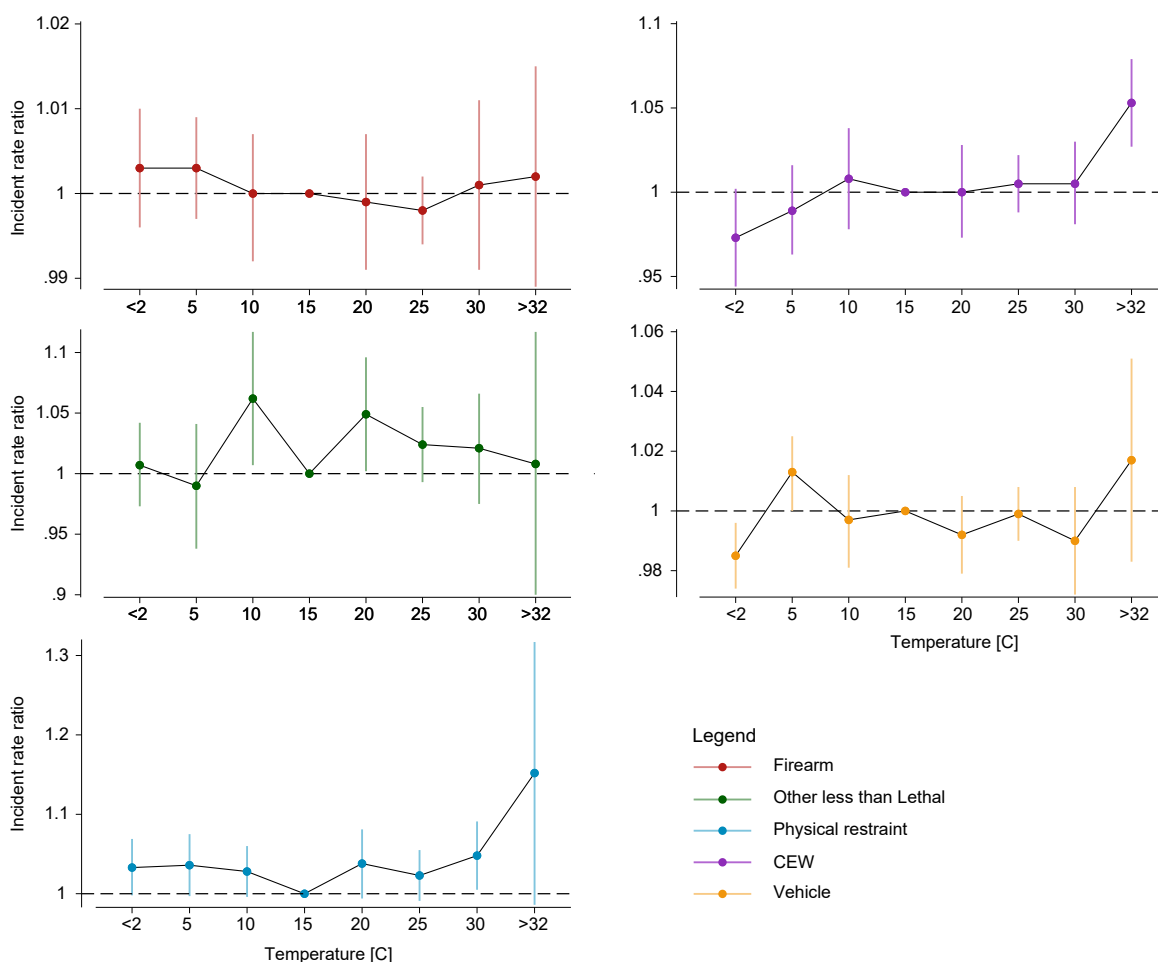 1.02
1.01
1
.99
Incident rate ratio
<2 5 10 15 20 25 30 >32
1.1
1.05
1
.95
<2 5 10 15 20 25 30 >32
1.1
1.05
1
.95
.9
Incident rate ratio
<2 5 10 15 20 25 30 >32
1.06
1.04
1.02
1
.98
<2 5 10 15 20 25 30 >32
Temperature [C]
1.3
1.2
1.1
1
Incident rate ratio
<2 5 10 15 20 25 30 >32
Temperature [C]
Legend
Firearm
Other less than Lethal
Physical restraint
CEW
Vehicle